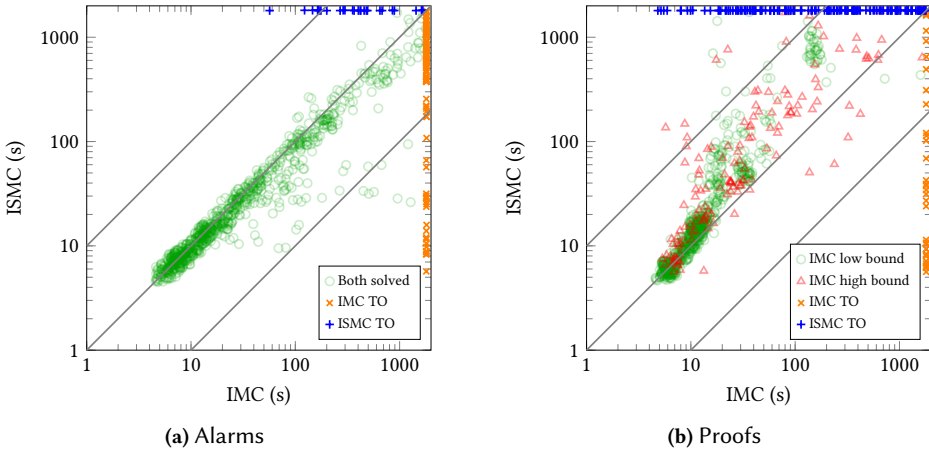 1000
100
10
1
ISMC (s)
1
10
100
1000
IMC (s)
Both solved
IMC TO
ISMC TO
(a) Alarms
1000
100
10
1
ISMC (s)
1
10
100
1000
IMC (s)
IMC low bound
IMC high bound
IMC TO
ISMC TO
(b) Proofs